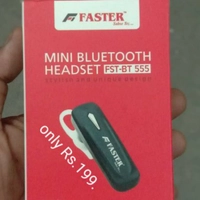 FASTER
MINI BLUETOOTH
HEADSET FST-BT 555
only Rs.199.
FASTER